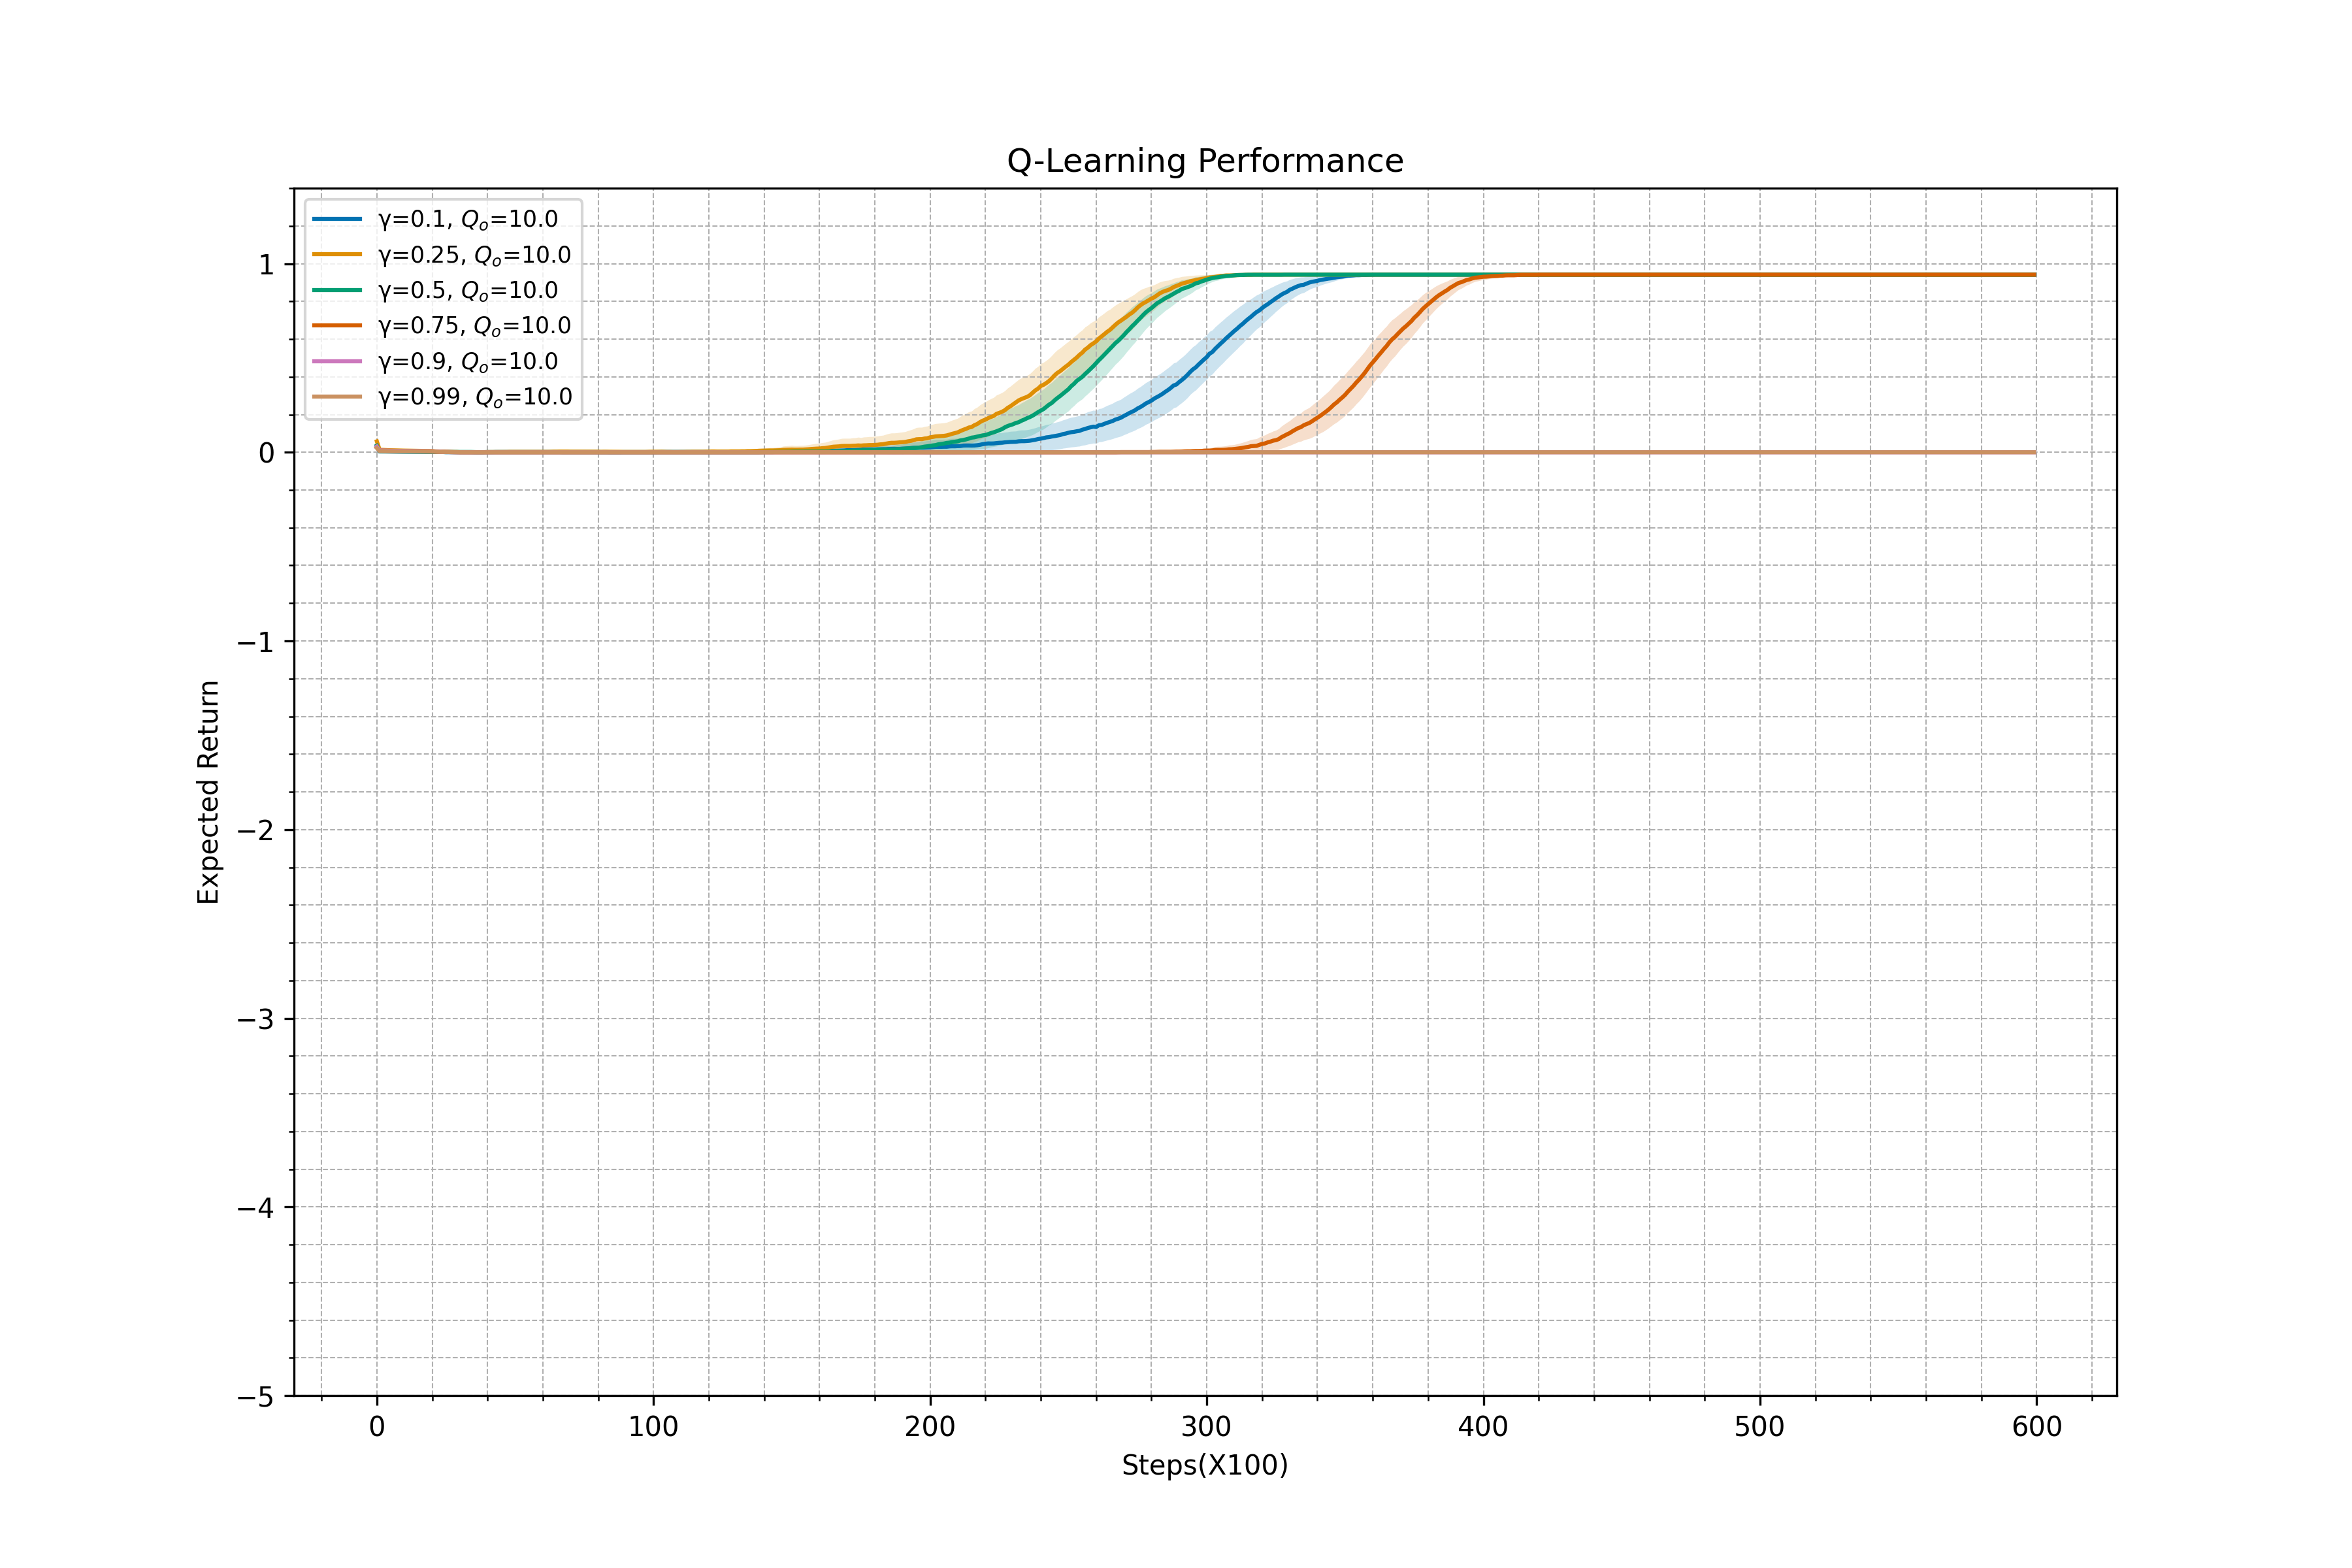 Q-Learning Performance
γ=0.1, Qₒ=10.0
γ=0.25, Qₒ=10.0
γ=0.5, Qₒ=10.0
γ=0.75, Qₒ=10.0
γ=0.9, Qₒ=10.0
γ=0.99, Qₒ=10.0
1
0
−1
−2
−3
−4
−5
Expected Return
0 100 200 300 400 500 600
Steps(X100)